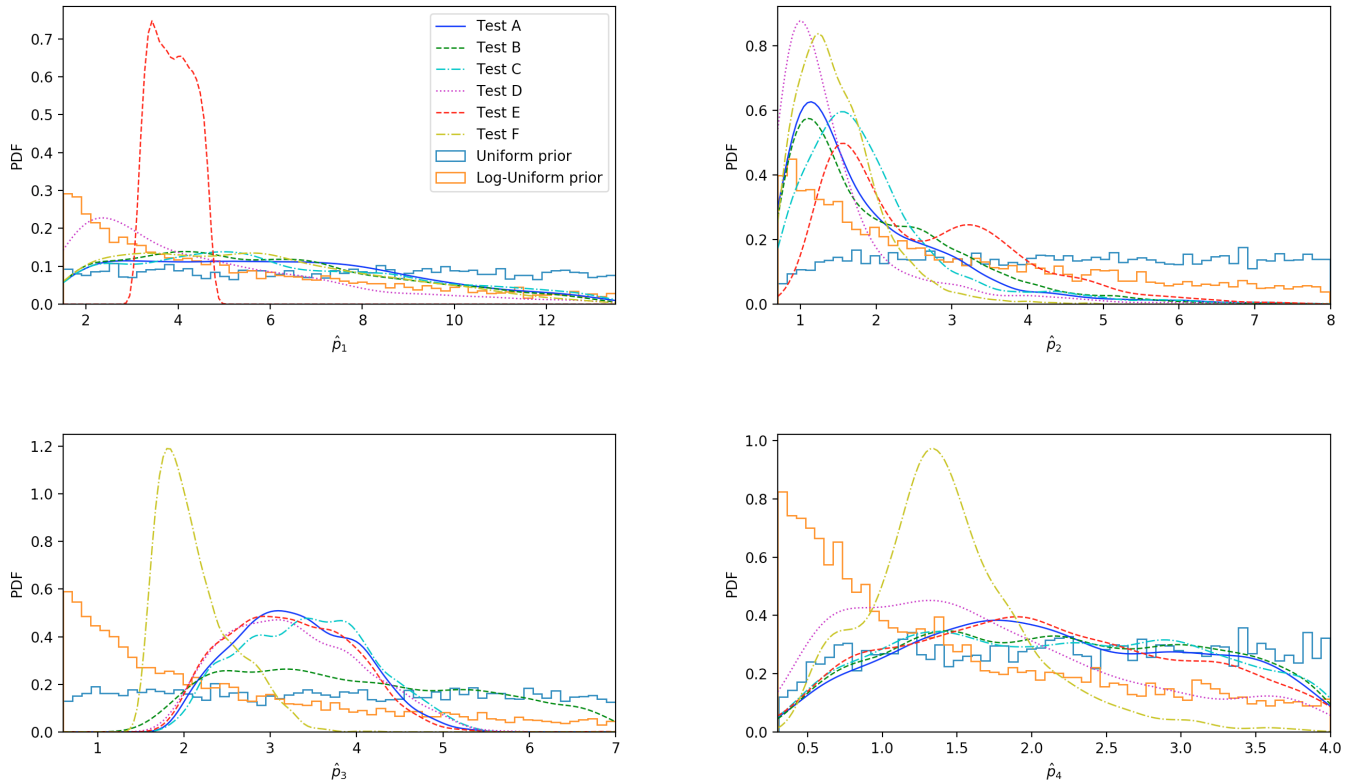 0.7
0.6
0.5
0.4
0.3
0.2
0.1
0.0
PDF
2 4 6 8 10 12
p̂1
Test A
Test B
Test C
Test D
Test E
Test F
Uniform prior
Log-Uniform prior
0.8
0.6
0.4
0.2
0.0
PDF
1 2 3 4 5 6 7 8
p̂2
1.2
1.0
0.8
0.6
0.4
0.2
0.0
PDF
1 2 3 4 5 6 7
p̂3
1.0
0.8
0.6
0.4
0.2
0.0
PDF
0.5 1.0 1.5 2.0 2.5 3.0 3.5 4.0
p̂4